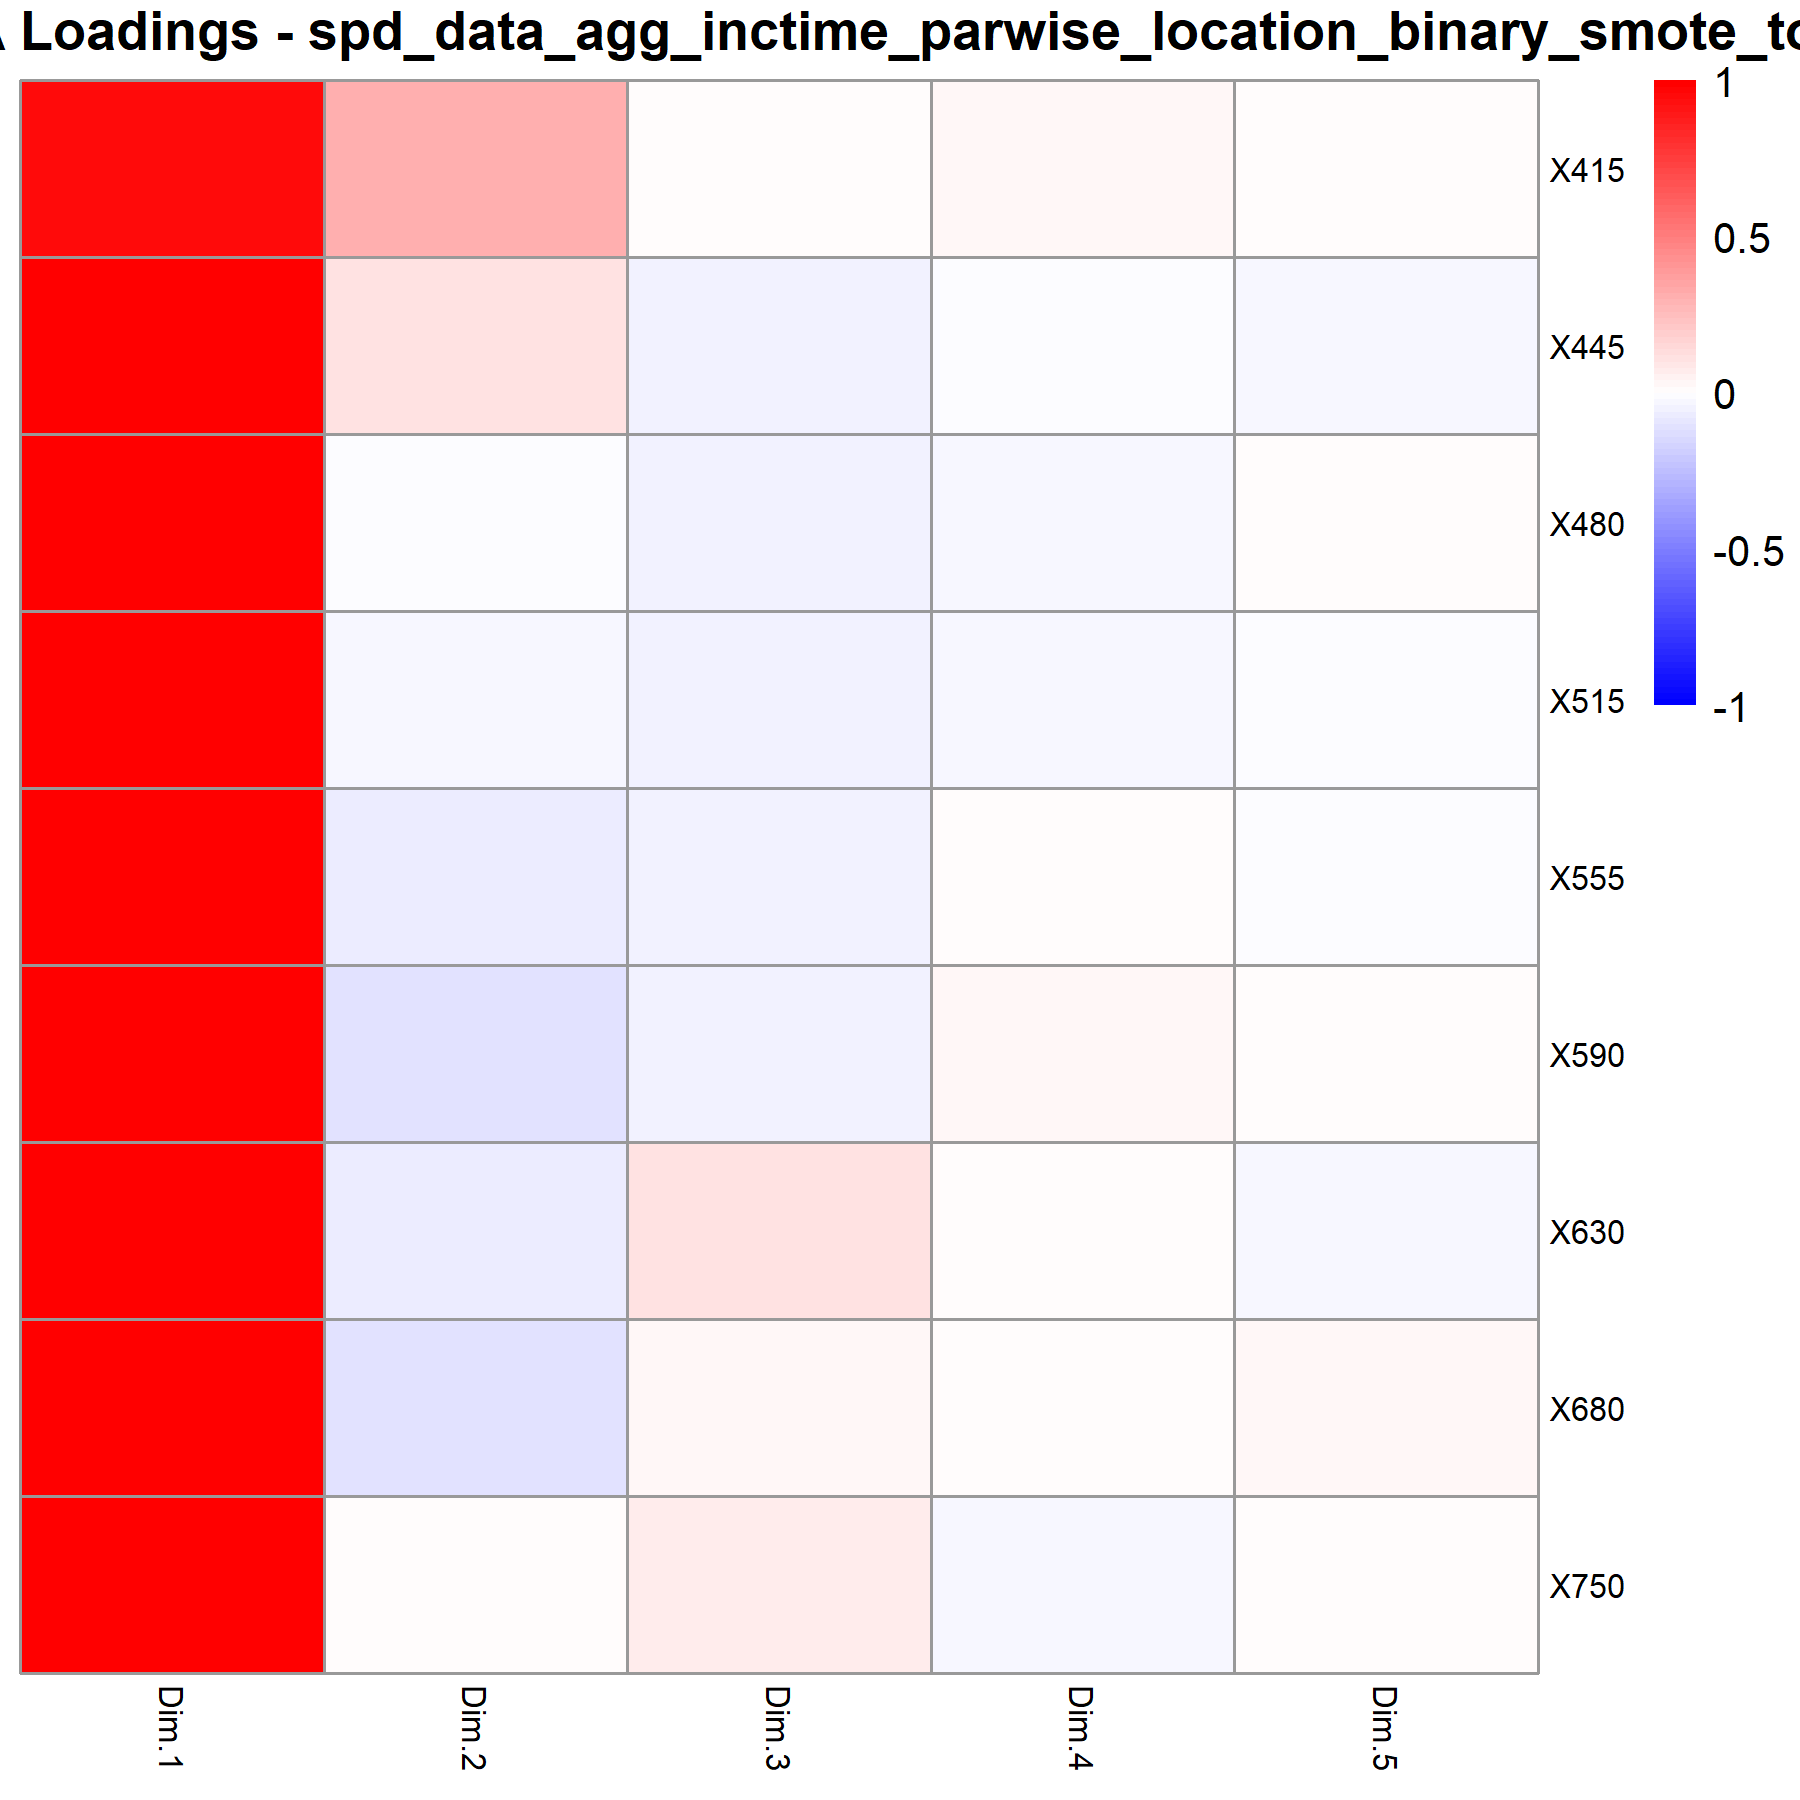 Loadings - spd_data_agg_inctime_parwise_location_binary_smote_to
1
0.5
0
-0.5
-1
X415
X445
X480
X515
X555
X590
X630
X680
X750
Dim.1
Dim.2
Dim.3
Dim.4
Dim.5